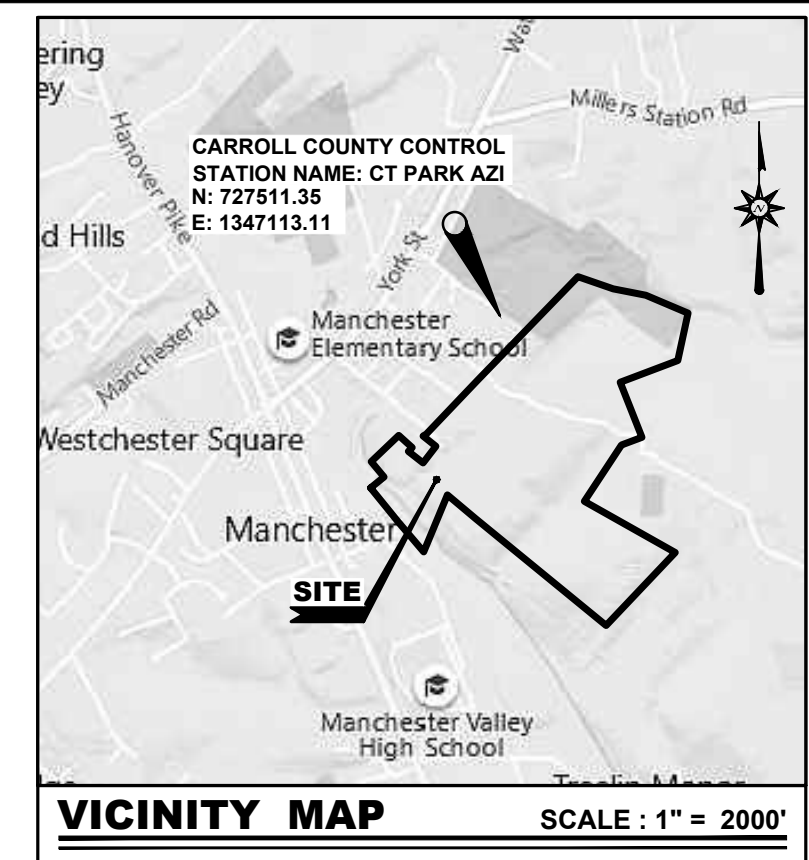 ering
ey
Hanover Pike
Millers Station Rd
CARROLL COUNTY CONTROL
STATION NAME: CT PARK AZI
N: 727511.35
E: 1347113.11
N
d Hills
York St
Manchester Rd
Manchester
Elementary School
Westchester Square
Manchester
SITE
Manchester Valley
High School
VICINITY MAP
SCALE : 1" = 2000'